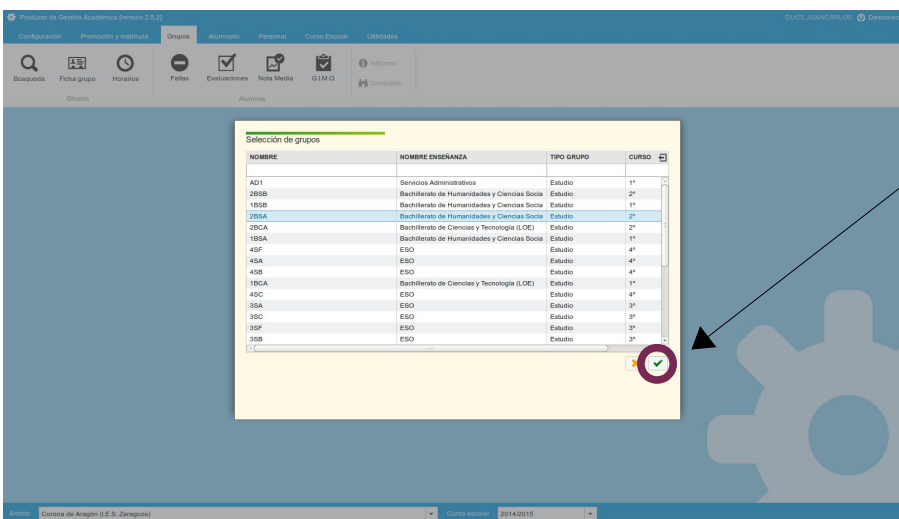 Producto de Gestión Académica [versión 2.5.2] DUCE, JUANCARLOS Descones
Configuración Promoción y matrícula Grupos Alumnado Personal Curso Escolar Utilidades
Búsqueda Ficha grupo Horarios Faltas Evaluaciones Nota Media G.I.M.O. Informes
Consultas
Grupos Alumnos
Selección de grupos
NOMBRE NOMBRE ENSEÑANZA TIPO GRUPO CURSO
AD1 Servicios Administrativos Estudio 1º
2BSB Bachillerato de Humanidades y Ciencias Socia Estudio 2º
1BSB Bachillerato de Humanidades y Ciencias Socia Estudio 1º
2BSA Bachillerato de Humanidades y Ciencias Socia Estudio 2º
2BCA Bachillerato de Ciencias y Tecnología (LOE) Estudio 2º
1BSA Bachillerato de Humanidades y Ciencias Socia Estudio 1º
4SF ESO Estudio 4º
4SA ESO Estudio 4º
4SB ESO Estudio 4º
1BCA Bachillerato de Ciencias y Tecnología (LOE) Estudio 1º
4SC ESO Estudio 4º
3SA ESO Estudio 3º
3SC ESO Estudio 3º
3SF ESO Estudio 3º
3SB ESO Estudio 3º
Ámbito Corona de Aragón (I.E.S. Zaragoza) Curso escolar 2014/2015